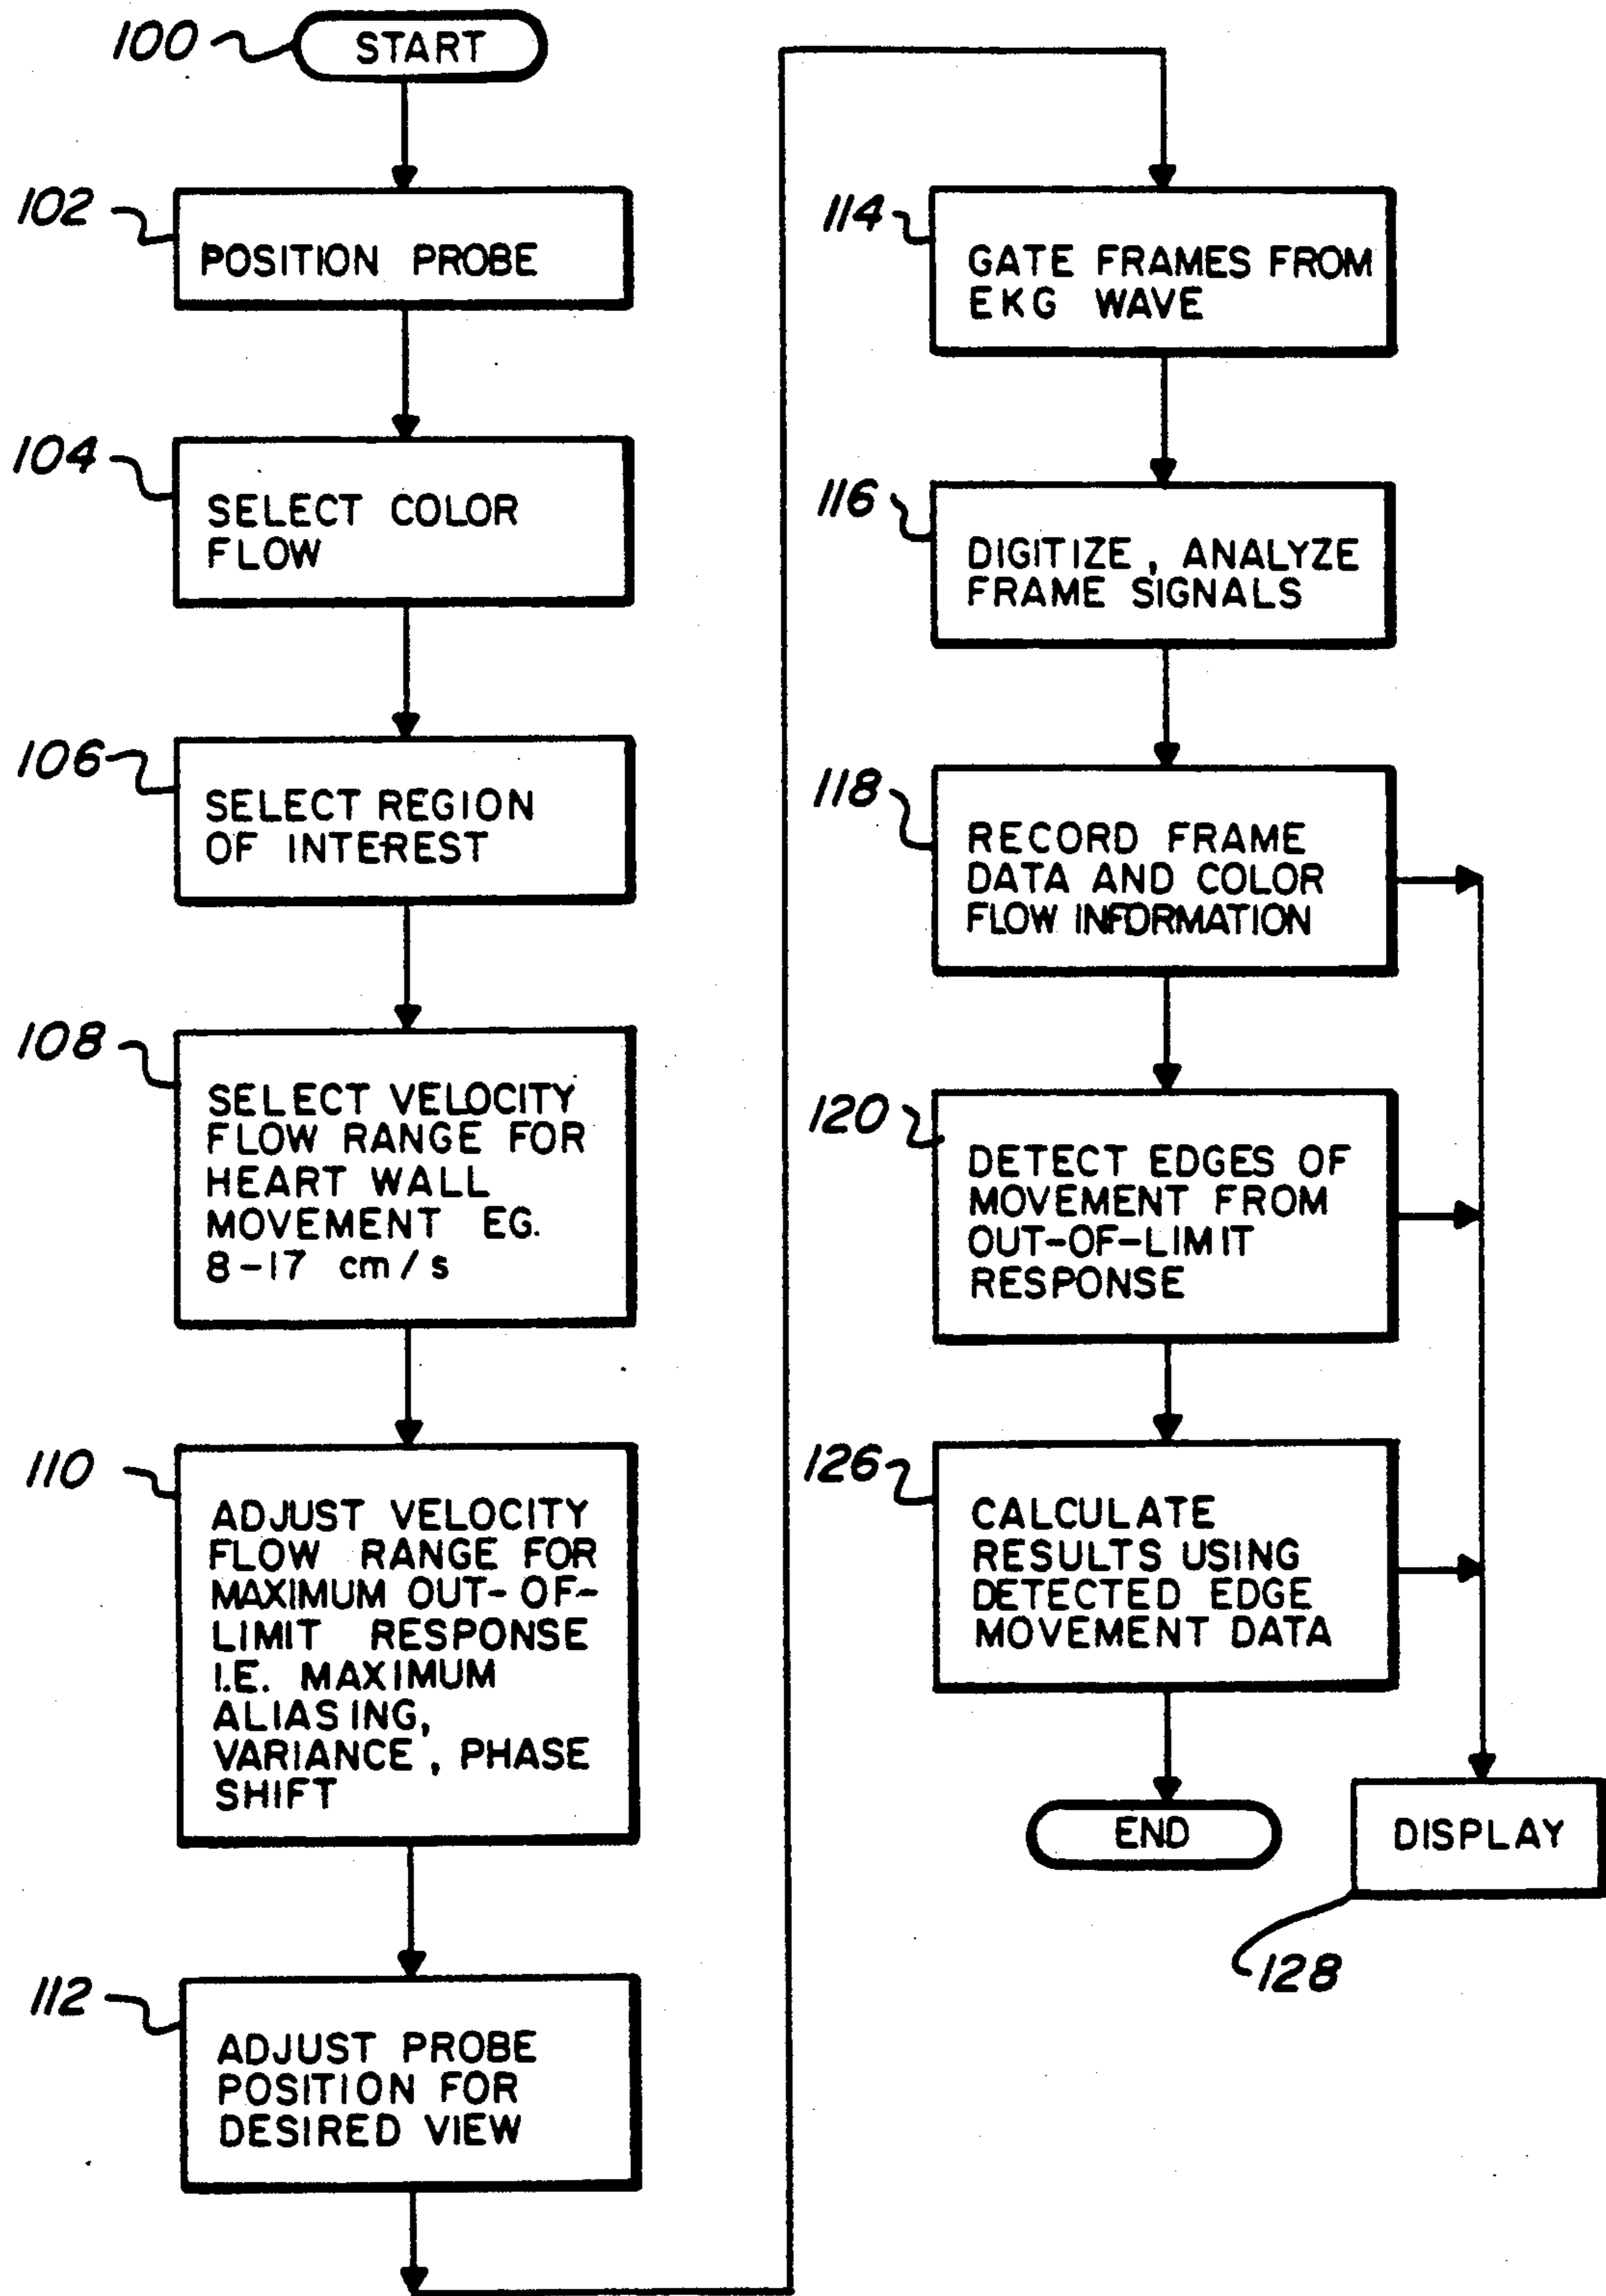 100
START
102
POSITION PROBE
104
SELECT COLOR
FLOW
106
SELECT REGION
OF INTEREST
108
SELECT VELOCITY
FLOW RANGE FOR
HEART WALL
MOVEMENT EG.
8-17 cm/s
110
ADJUST VELOCITY
FLOW RANGE FOR
MAXIMUM OUT-OF-
LIMIT RESPONSE
I.E. MAXIMUM
ALIASING,
VARIANCE, PHASE
SHIFT
112
ADJUST PROBE
POSITION FOR
DESIRED VIEW
114
GATE FRAMES FROM
EKG WAVE
116
DIGITIZE, ANALYZE
FRAME SIGNALS
118
RECORD FRAME
DATA AND COLOR
FLOW INFORMATION
120
DETECT EDGES OF
MOVEMENT FROM
OUT-OF-LIMIT
RESPONSE
126
CALCULATE
RESULTS USING
DETECTED EDGE
MOVEMENT DATA
END
DISPLAY
128